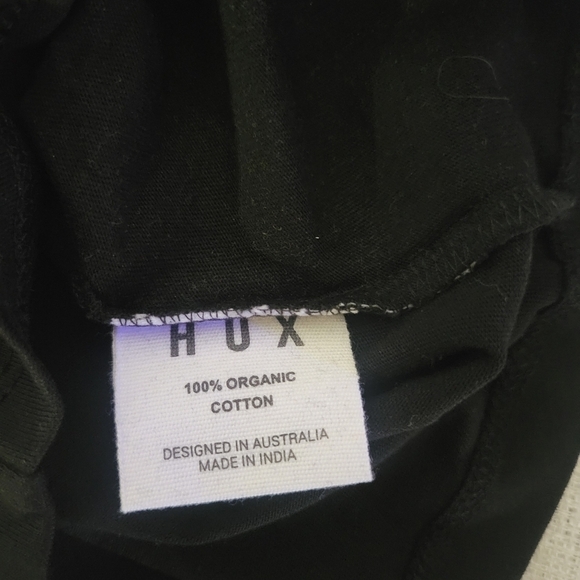 HUX
100% ORGANIC
COTTON
DESIGNED IN AUSTRALIA
MADE IN INDIA